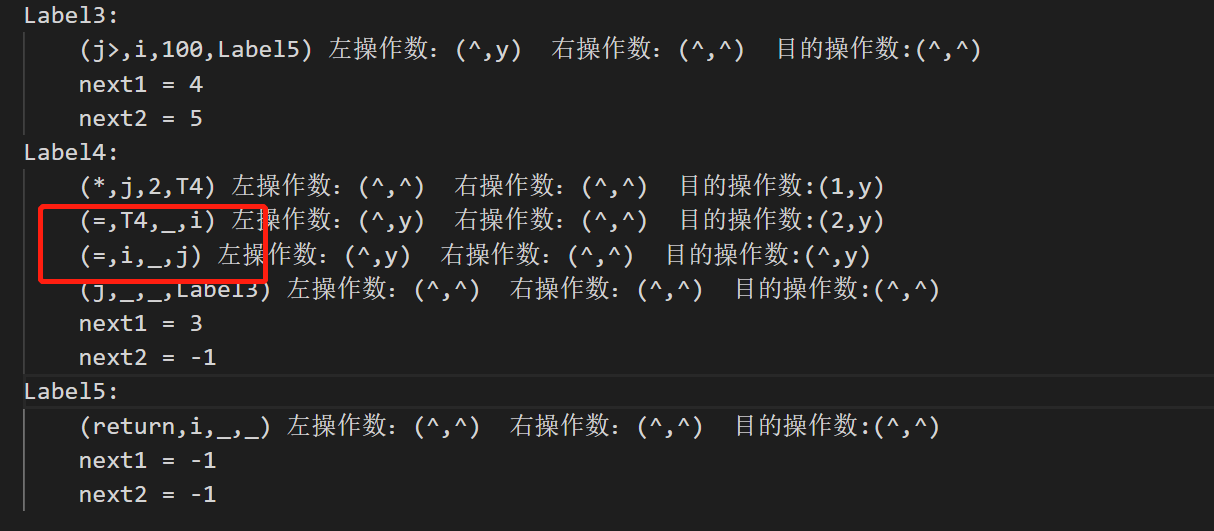 Label3:
(j>,i,100,Label5) 左操作数：(^,y) 右操作数：(^,^) 目的操作数:(^,^)
next1 = 4
next2 = 5
Label4:
(*,j,2,T4) 左操作数：(^,^) 右操作数：(^,^) 目的操作数:(1,y)
(=,T4,_,i) 左操作数：(^,y) 右操作数：(^,^) 目的操作数:(2,y)
(=,i,_,j) 左操作数：(^,y) 右操作数：(^,^) 目的操作数:(^,y)
(j,_,_,Label3) 左操作数：(^,^) 右操作数：(^,^) 目的操作数:(^,^)
next1 = 3
next2 = -1
Label5:
(return,i,_,_) 左操作数：(^,^) 右操作数：(^,^) 目的操作数:(^,^)
next1 = -1
next2 = -1